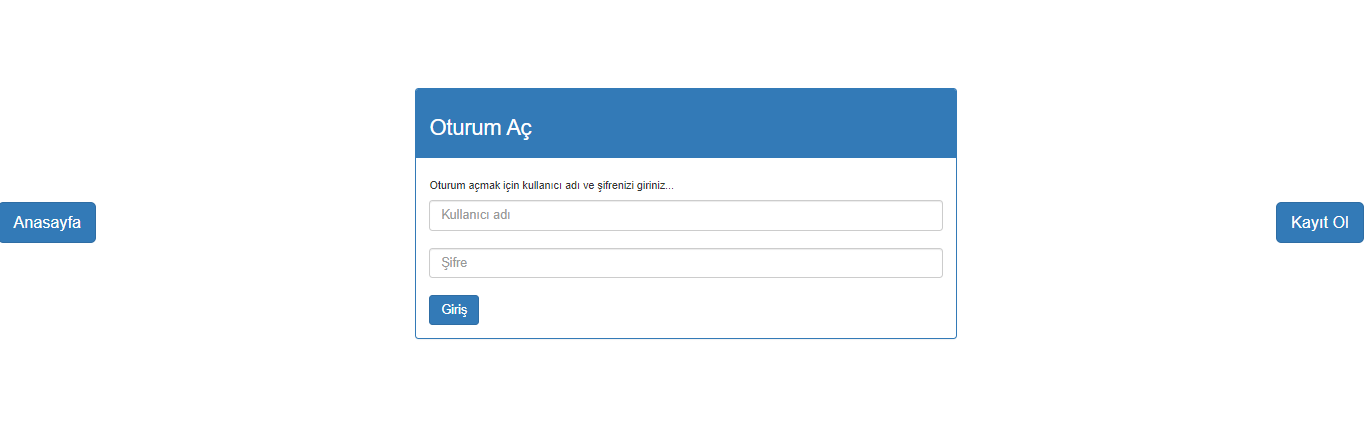 Oturum Aç
Oturum açmak için kullanıcı adı ve şifrenizi giriniz...
Anasayfa
Kullanıcı adı
Kayıt Ol
Şifre
Giriş